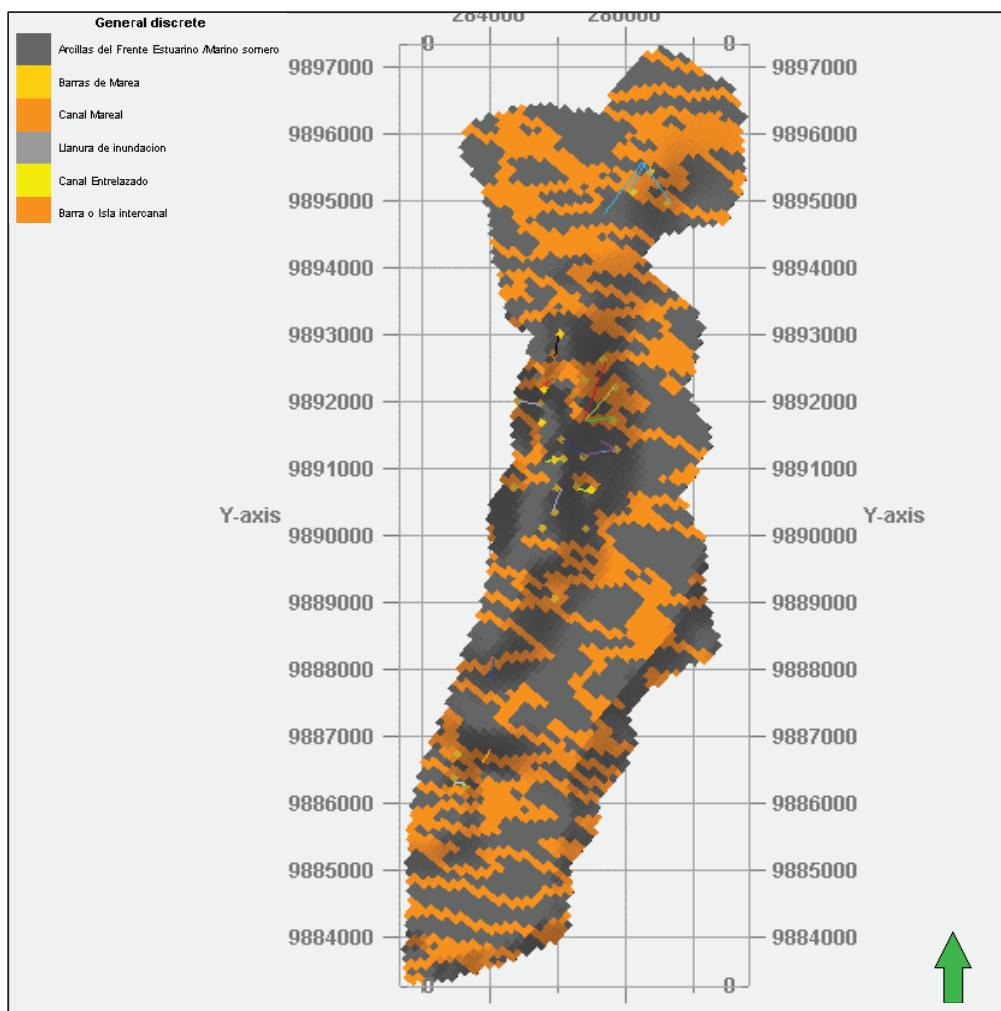 General discrete
Arcillas del Frente Estuarino /Marino somero
Barras de Marea
Canal Mareal
Llanura de inundacion
Canal Entrelazado
Barra o Isla intercanal
284000 288000
0 0
9897000 9897000
9896000 9896000
9895000 9895000
9894000 9894000
9893000 9893000
9892000 9892000
9891000 9891000
Y-axis Y-axis
9890000 9890000
9889000 9889000
9888000 9888000
9887000 9887000
9886000 9886000
9885000 9885000
9884000 9884000
0 0